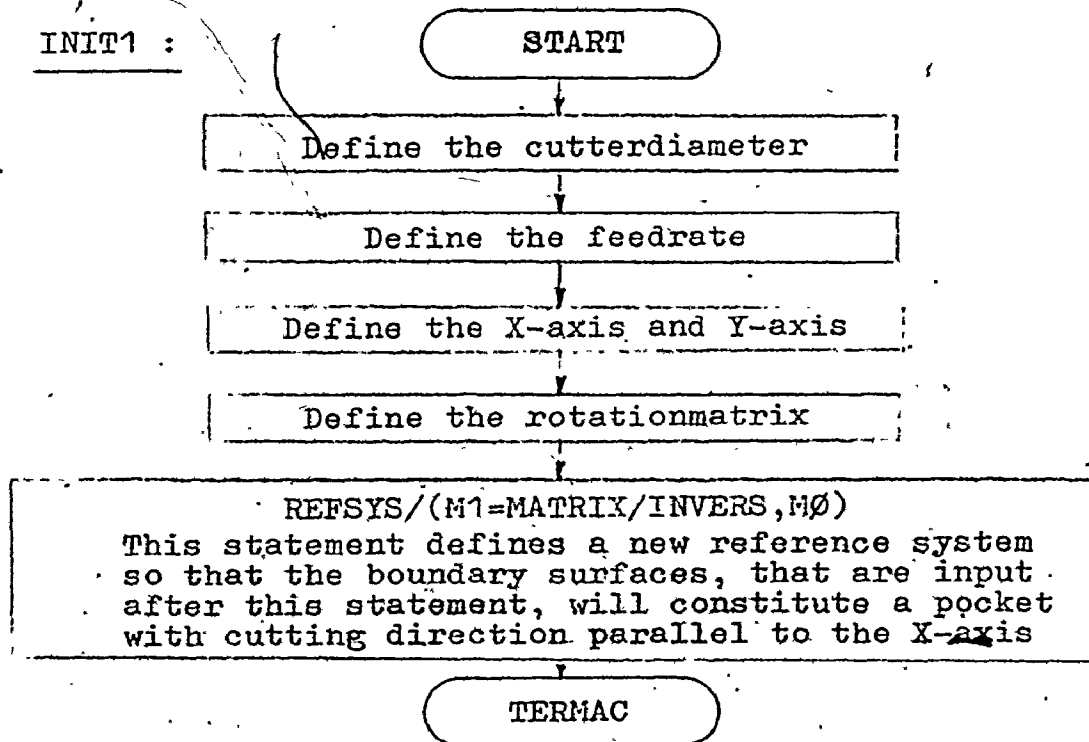 INIT1 :
START
Define the cutterdiameter
Define the feedrate
Define the X-axis and Y-axis
Define the rotationmatrix
REFSYS/(M1=MATRIX/INVERS,MØ)
This statement defines a new reference system
so that the boundary surfaces, that are input
after this statement, will constitute a pocket
with cutting direction parallel to the X-axis
TERMAC